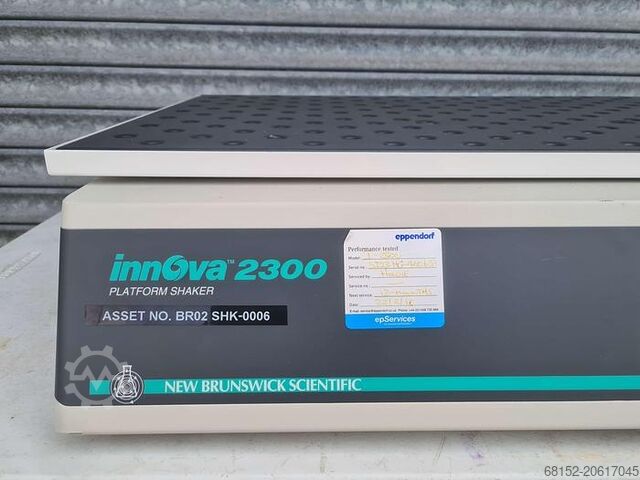 innova™ 2300
PLATFORM SHAKER
ASSET NO. BR02 SHK-0006
eppendorf
Performance tested
Model:
Serial no.:
Serviced by
Service no.:
Next service:
Date:
epServices
NEW BRUNSWICK SCIENTIFIC
68152-20617045